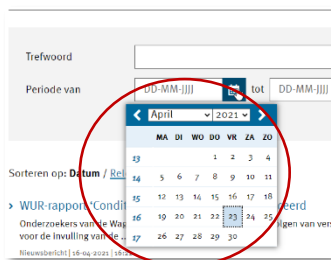 Trefwoord
Periode van DD-MM-JJJJ tot DD-MM-JJJJ
April 2021
MA DI WO DO VR ZA ZO
13 1 2 3 4
14 5 6 7 8 9 10 11
15 12 13 14 15 16 17 18
16 19 20 21 22 23 24 25
17 26 27 28 29 30
Sorteren op: Datum / Rel
WUR-rapport 'Condit eerd
Onderzoekers van de Wag gen van vers
voor de invulling van de ...
Nieuwsbericht | 16-04-2021 | 16: